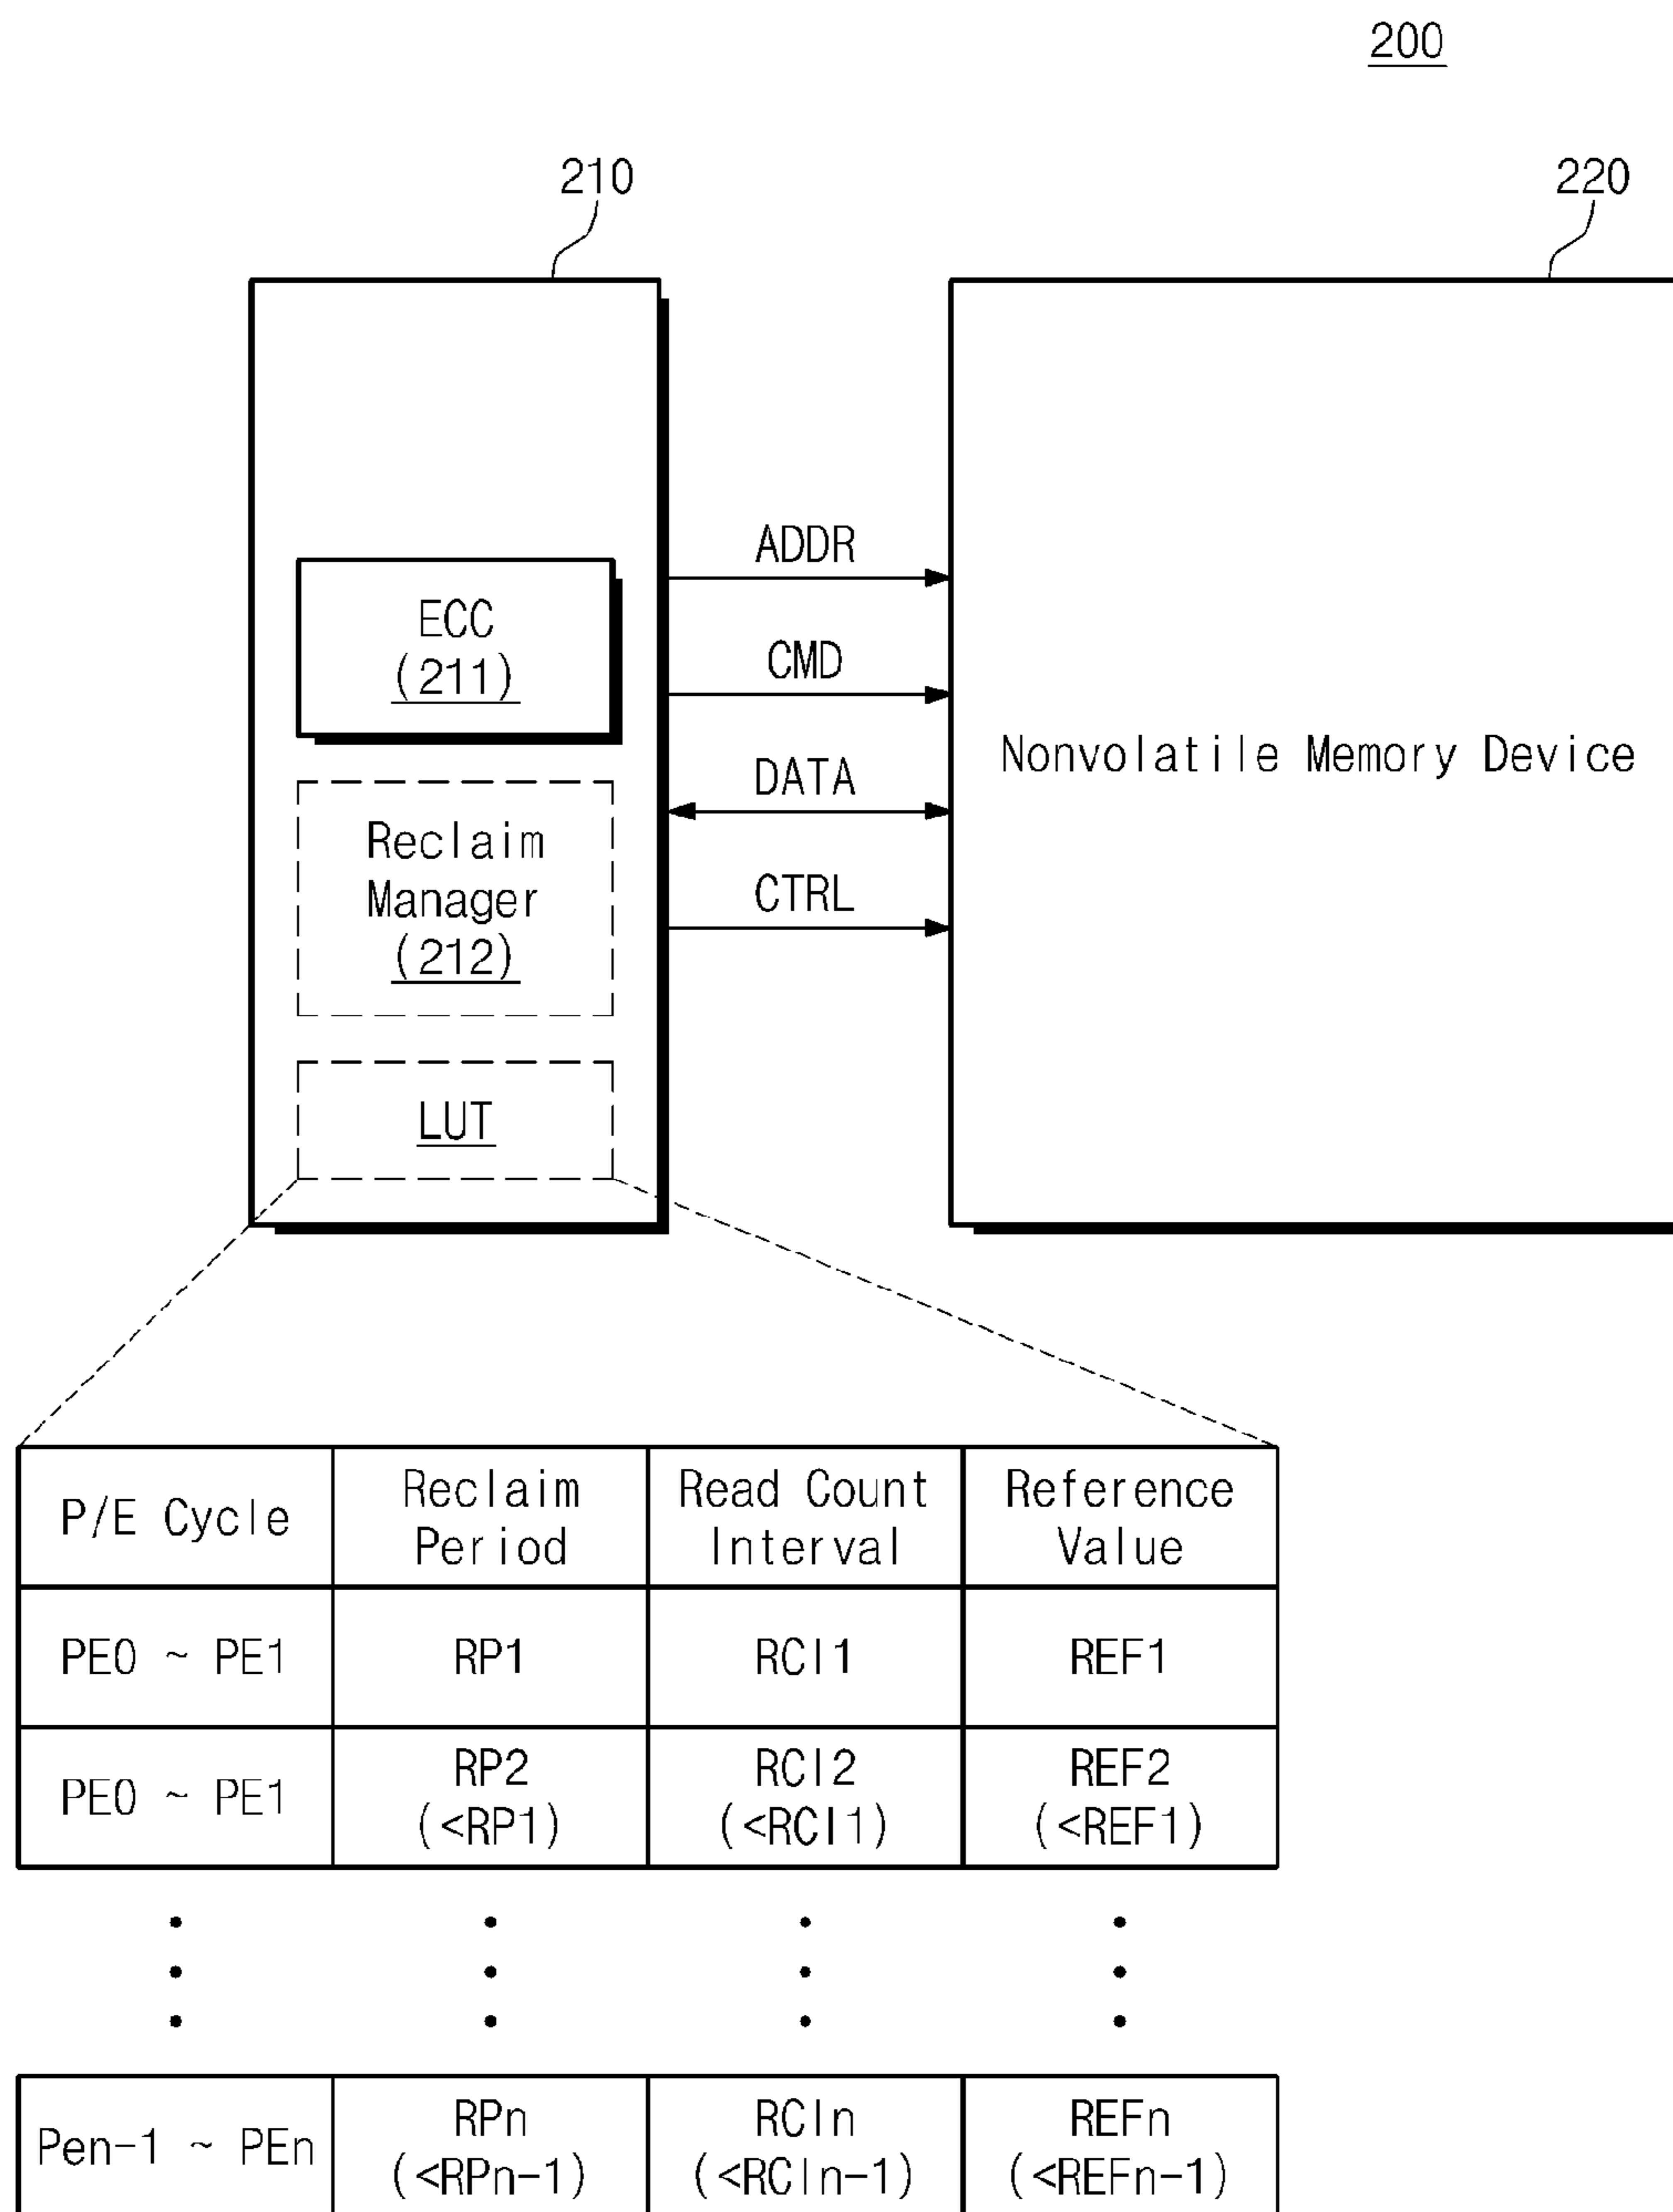 200
210
220
ECC
(211)
Reclaim
Manager
(212)
LUT
ADDR
CMD
DATA
CTRL
Nonvolatile Memory Device
P/E Cycle
Reclaim
Period
Read Count
Interval
Reference
Value
PE0 ~ PE1
RP1
RCI1
REF1
PE0 ~ PE1
RP2
(<RP1)
RCI2
(<RCI1)
REF2
(<REF1)
Pen-1 ~ PEn
RPn
(<RPn-1)
RCIn
(<RCIn-1)
REFn
(<REFn-1)